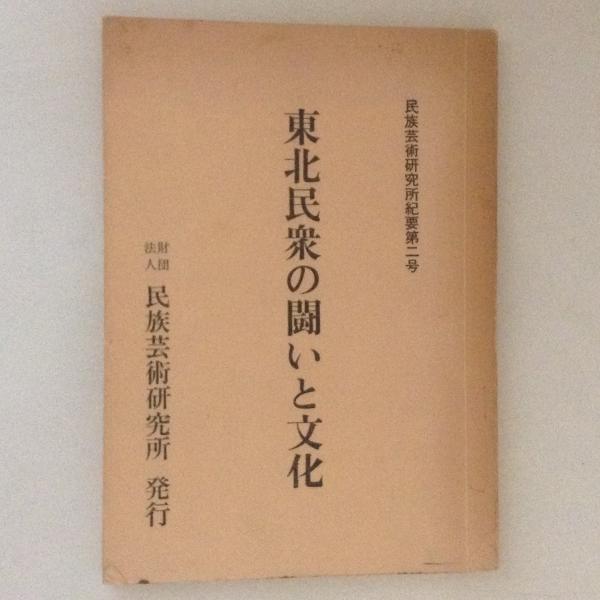 民族芸術研究所紀要第二号
東北民衆の闘いと文化
財団
法人
民族芸術研究所 発行